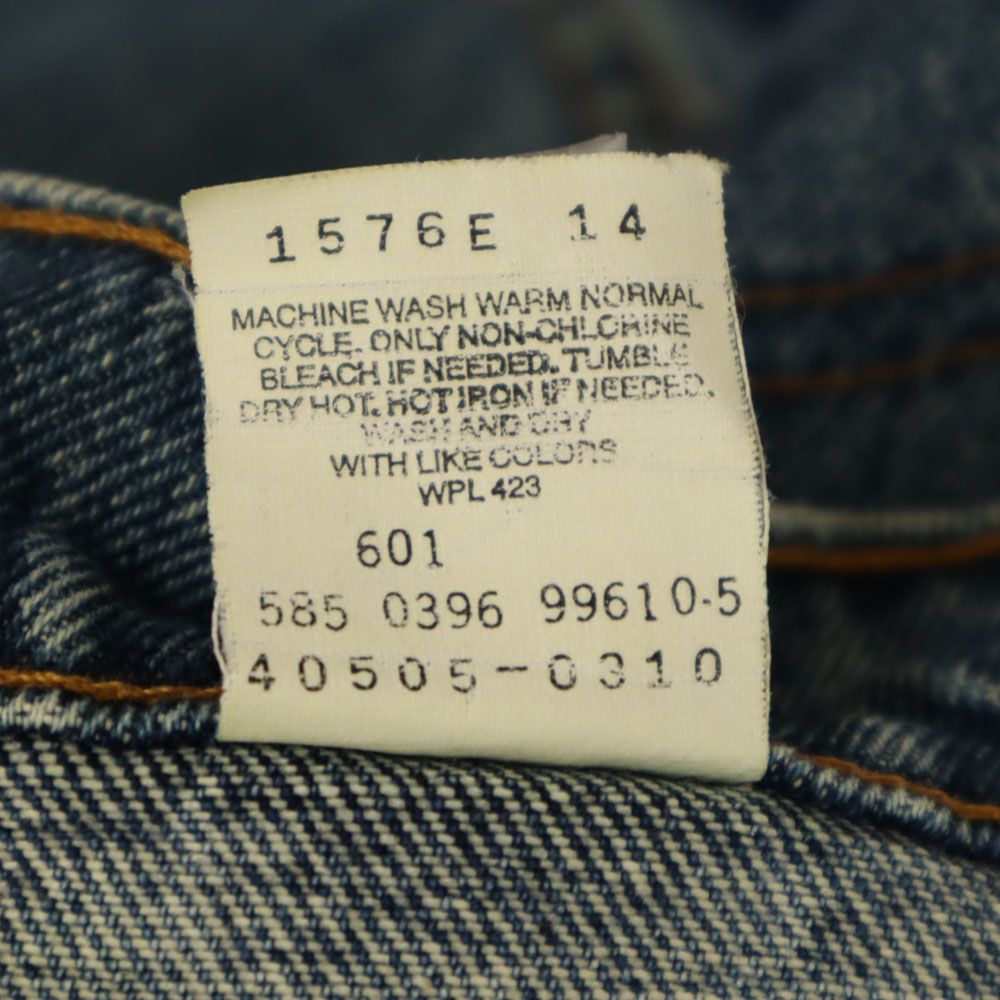 1576E 14
MACHINE WASH WARM NORMAL
CYCLE. ONLY NON-CHLORINE
BLEACH IF NEEDED. TUMBLE
DRY HOT. HOT IRON IF NEEDED.
WASH AND DRY
WITH LIKE COLORS
WPL 423
601
585 0396 99610-5
40505-0310